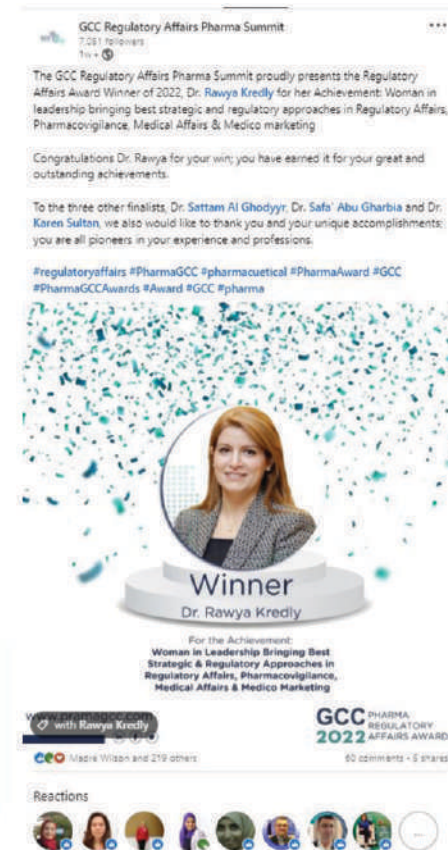 GCC Regulatory Affairs Pharma Summit
7,051 followers
1w •
The GCC Regulatory Affairs Pharma Summit proudly presents the Regulatory
Affairs Award Winner of 2022, Dr. Rawya Kredly for her Achievement: Woman in
leadership bringing best strategic and regulatory approaches in Regulatory Affairs,
Pharmacovigilance, Medical Affairs & Medico marketing
Congratulations Dr. Rawya for your win; you have earned it for your great and
outstanding achievements.
To the three other finalists, Dr. Sattam Al Ghodyyr, Dr. Safa' Abu Gharbia and Dr.
Karen Sultan, we also would like to thank you and your unique accomplishments;
you are all pioneers in your experience and professions.
#regulatoryaffairs #PharmaGCC #pharmacuetical #PharmaAward #GCC
#PharmaGCCAwards #Award #GCC #pharma
Winner
Dr. Rawya Kredly
For the Achievement:
Woman in Leadership Bringing Best
Strategic & Regulatory Approaches in
Regulatory Affairs, Pharmacovigilance,
Medical Affairs & Medico Marketing
with Rawya Kredly
GCC PHARMA
REGULATORY
2022 AFFAIRS AWARD
Madre Wilson and 219 others
60 comments • 5 shares
Reactions